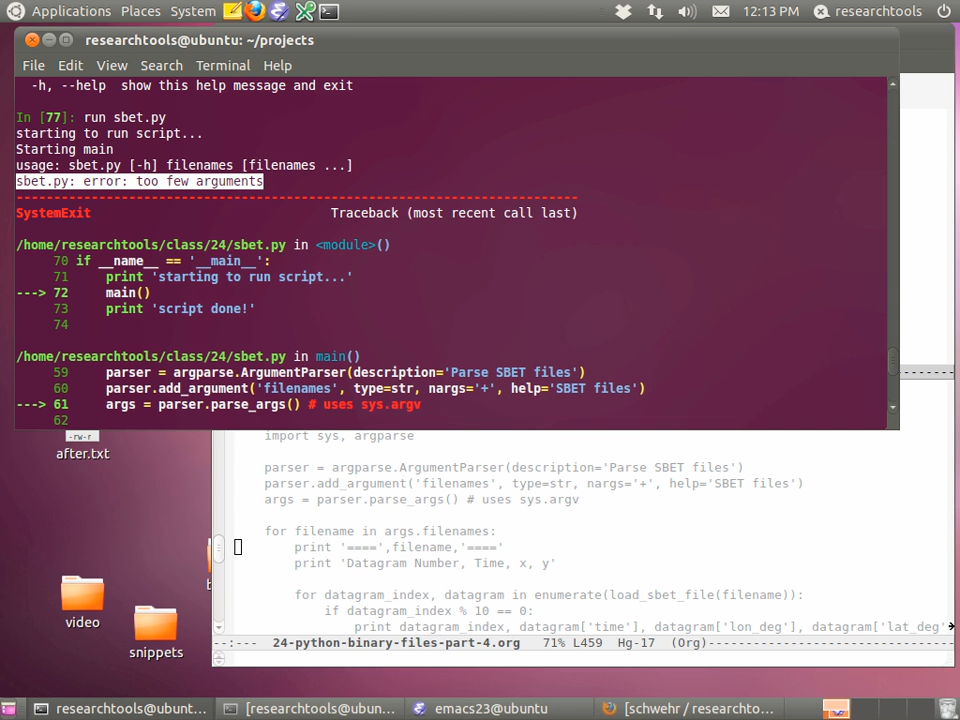 Applications Places System 12:13 PM researchtools
researchtools@ubuntu: ~/projects
File Edit View Search Terminal Help
-h, --help  show this help message and exit
In [77]: run sbet.py
starting to run script...
Starting main
usage: sbet.py [-h] filenames [filenames ...]
sbet.py: error: too few arguments
---------------------------------------------------------------------------
SystemExit                                Traceback (most recent call last)
/home/researchtools/class/24/sbet.py in <module>()
     70 if __name__ == '__main__':
     71     print 'starting to run script...'
---> 72     main()
     73     print 'script done!'
     74
/home/researchtools/class/24/sbet.py in main()
     59     parser = argparse.ArgumentParser(description='Parse SBET files')
     60     parser.add_argument('filenames', type=str, nargs='+', help='SBET files')
---> 61     args = parser.parse_args() # uses sys.argv
     62
-rw-r
after.txt
import sys, argparse
parser = argparse.ArgumentParser(description='Parse SBET files')
parser.add_argument('filenames', type=str, nargs='+', help='SBET files')
args = parser.parse_args() # uses sys.argv
for filename in args.filenames:
    print '====',filename,'===='
    print 'Datagram Number, Time, x, y'
    for datagram_index, datagram in enumerate(load_sbet_file(filename)):
        if datagram_index % 10 == 0:
            print datagram_index, datagram['time'], datagram['lon_deg'], datagram['lat_deg'
video
snippets
--:---  24-python-binary-files-part-4.org   71% L459  Hg-17  (Org)
researchtools@ubunt... [researchtools@ubun... emacs23@ubuntu [schwehr / researchto...